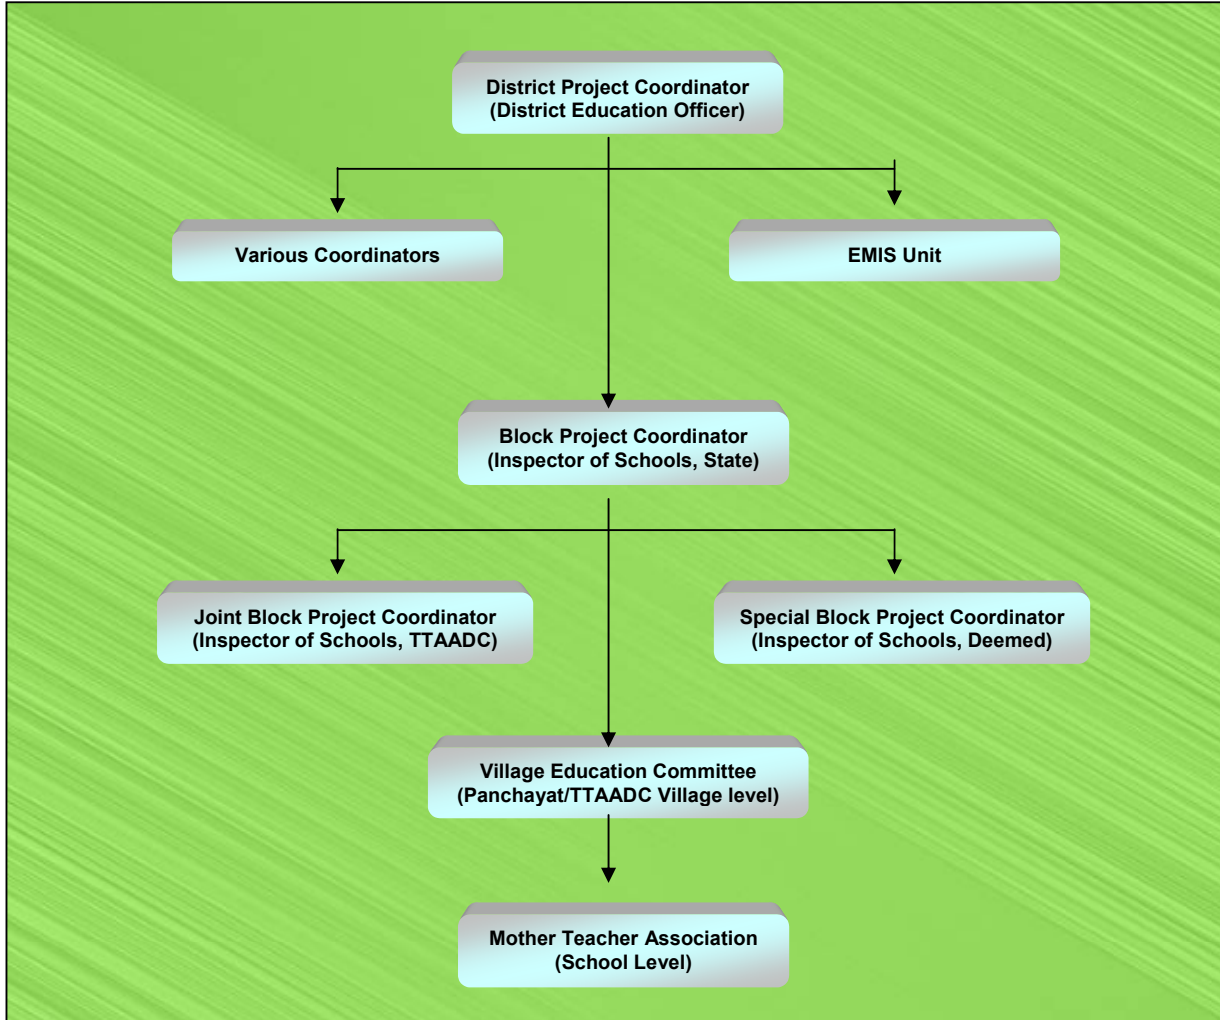 District Project Coordinator
(District Education Officer)
Various Coordinators
EMIS Unit
Block Project Coordinator
(Inspector of Schools, State)
Joint Block Project Coordinator
(Inspector of Schools, TTAADC)
Special Block Project Coordinator
(Inspector of Schools, Deemed)
Village Education Committee
(Panchayat/TTAADC Village level)
Mother Teacher Association
(School Level)